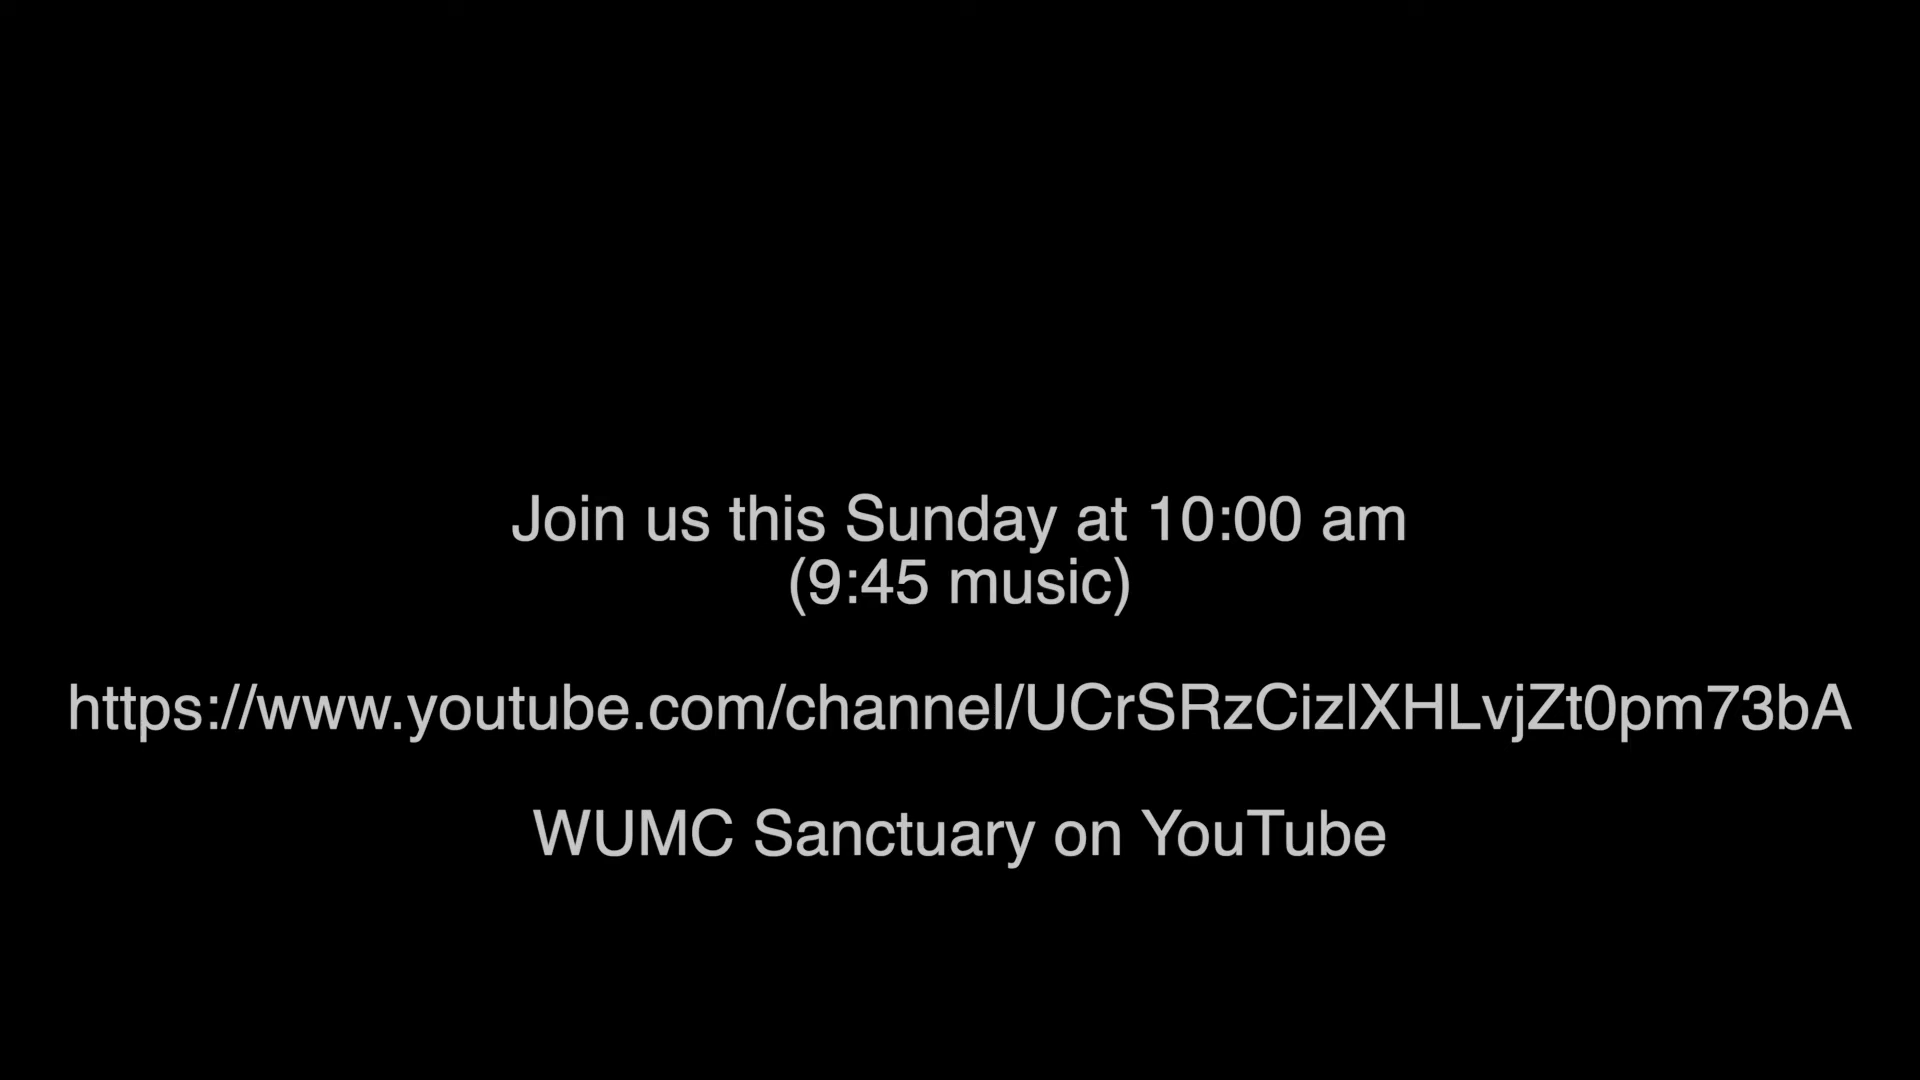 Join us this Sunday at 10:00 am
(9:45 music)
https://www.youtube.com/channel/UCrSRzCizlXHLvjZt0pm73bA
WUMC Sanctuary on YouTube